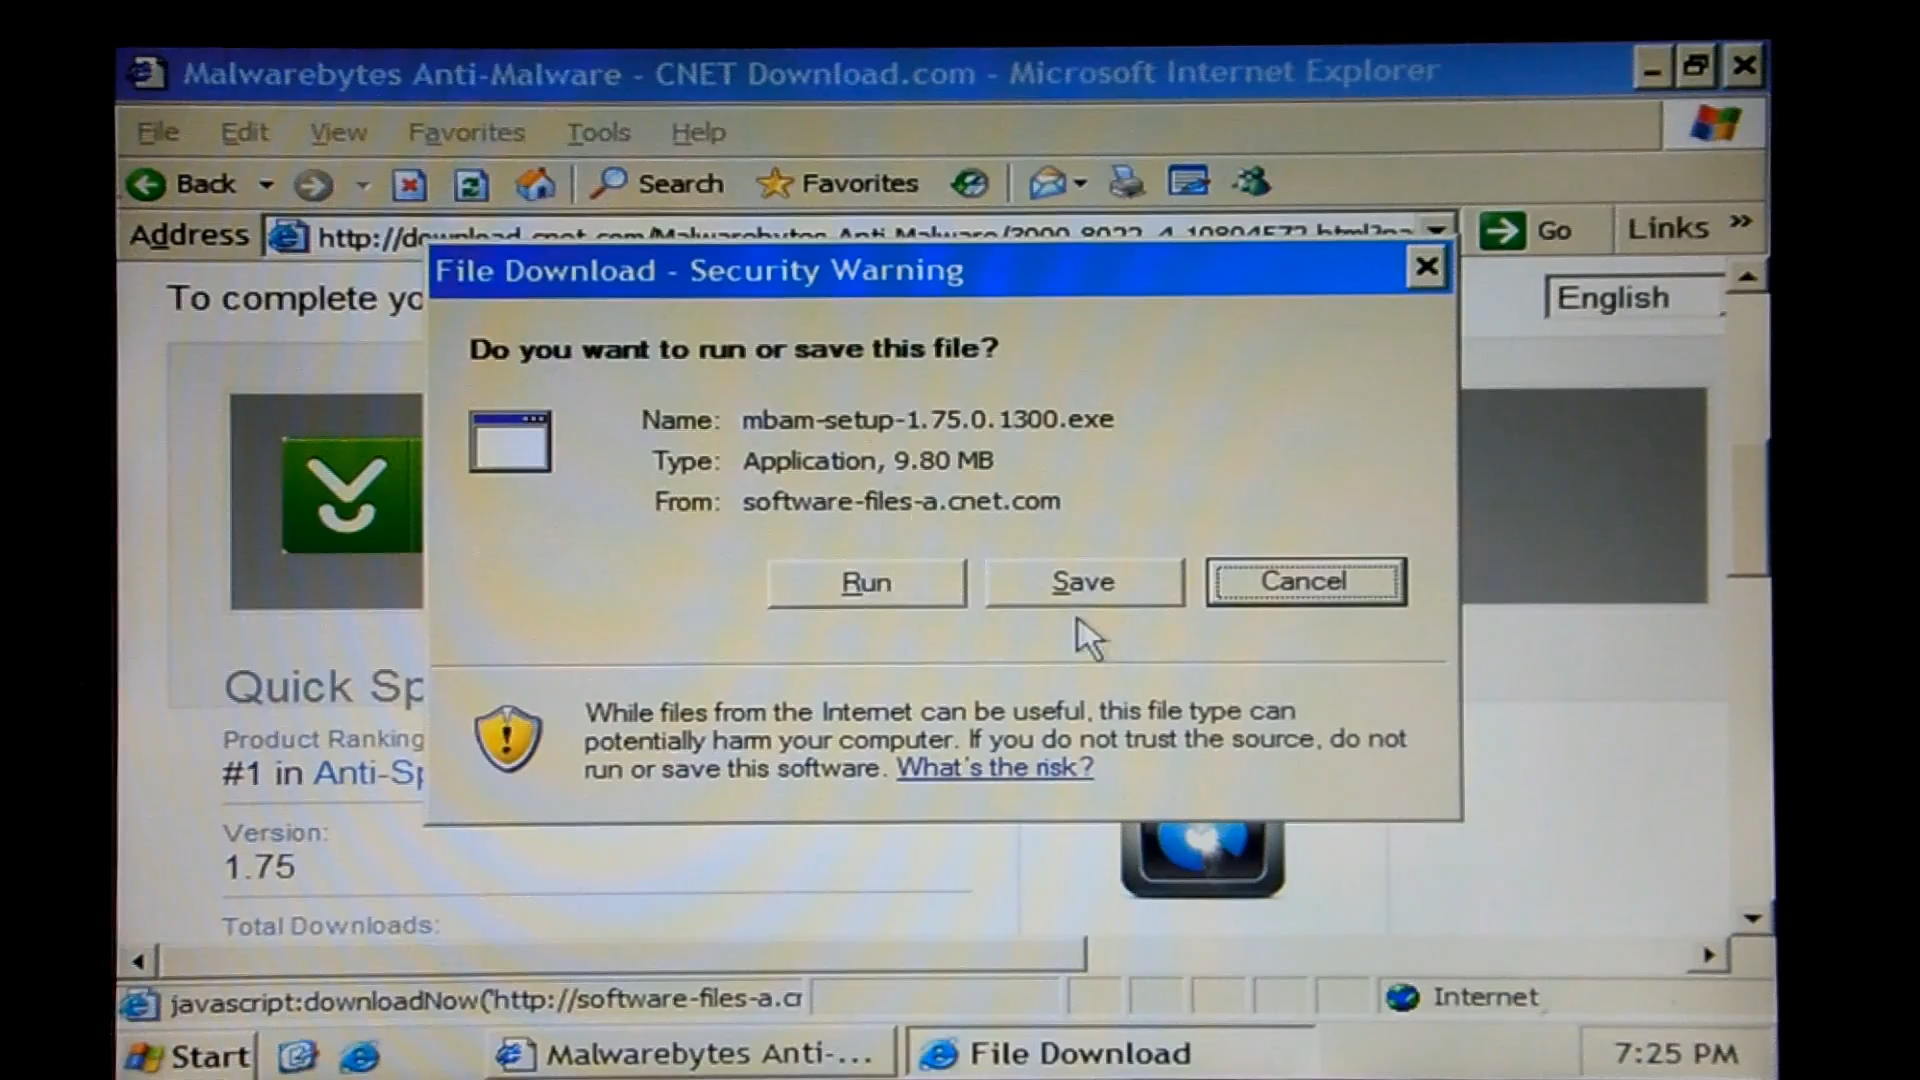 Malwarebytes Anti-Malware - CNET Download.com - Microsoft Internet Explorer
File Edit View Favorites Tools Help
Back Search Favorites
Address Go Links »
File Download - Security Warning
To complete yo
English
Do you want to run or save this file?
Name: mbam-setup-1.75.0.1300.exe
Type: Application, 9.80 MB
From: software-files-a.cnet.com
Run Save Cancel
Quick Sp
While files from the Internet can be useful, this file type can
potentially harm your computer. If you do not trust the source, do not
run or save this software. What's the risk?
Product Ranking
#1 in Anti-Sp
Version:
1.75
Total Downloads:
javascript:downloadNow('http://software-files-a.cr
Internet
Start Malwarebytes Anti-... File Download 7:25 PM